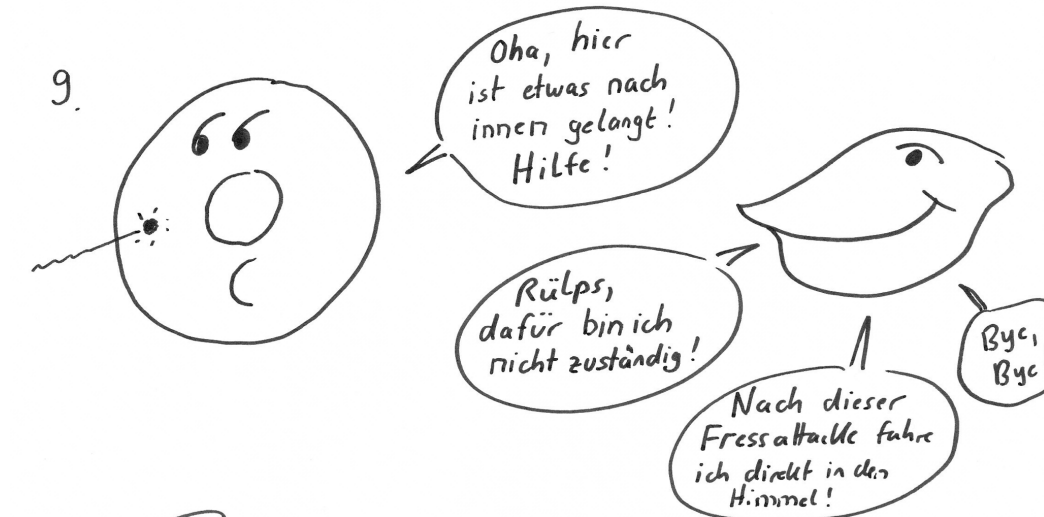 9.
Oha, hier
ist etwas nach
innen gelangt!
Hilfe!
Rülps,
dafür bin ich
nicht zuständig!
Bye,
Bye
Nach dieser
Fressattacke fahre
ich direkt in den
Himmel!